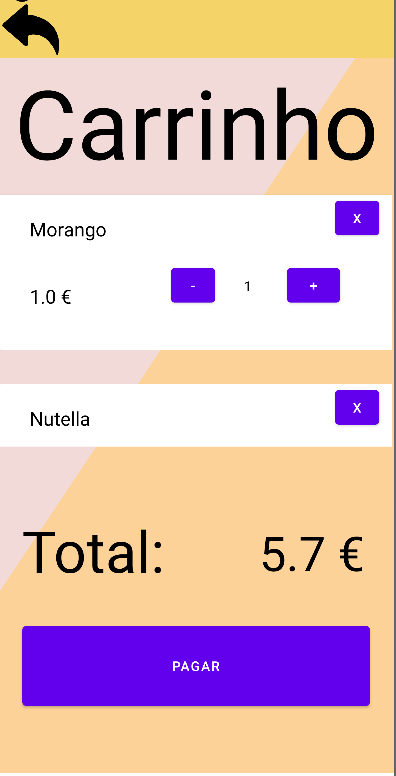 Carrinho
Morango
X
1.0 €
-
1
+
Nutella
X
Total:
5.7 €
PAGAR